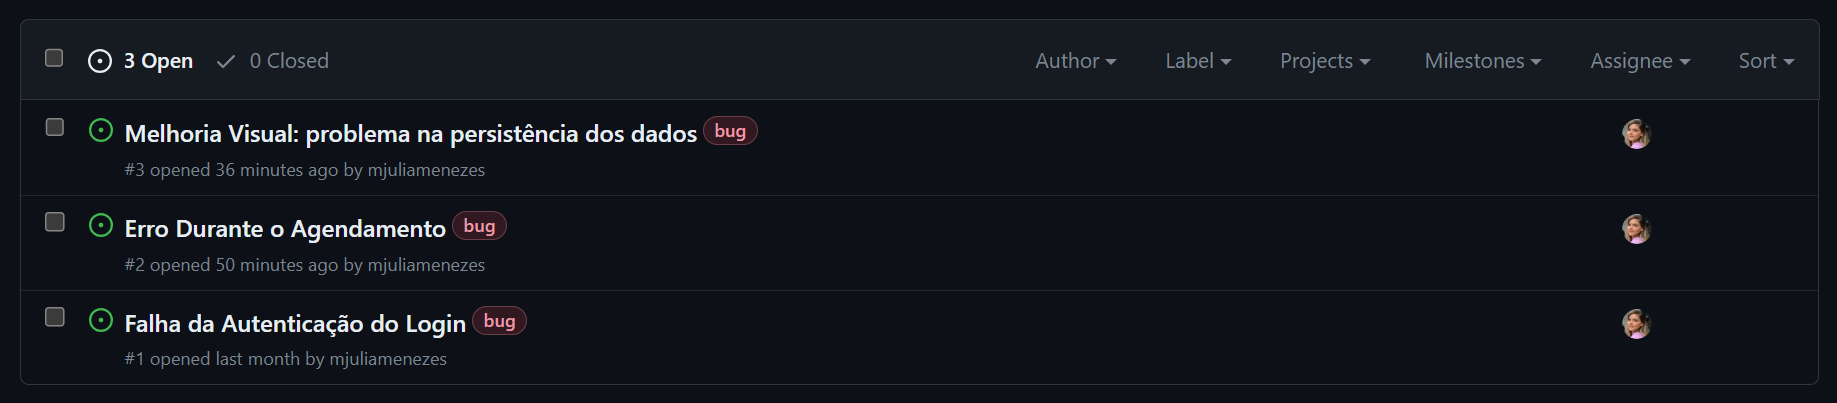 3 Open 0 Closed Author Label Projects Milestones Assignee Sort
Melhoria Visual: problema na persistência dos dados bug
#3 opened 36 minutes ago by mjuliamenezes
Erro Durante o Agendamento bug
#2 opened 50 minutes ago by mjuliamenezes
Falha da Autenticação do Login bug
#1 opened last month by mjuliamenezes